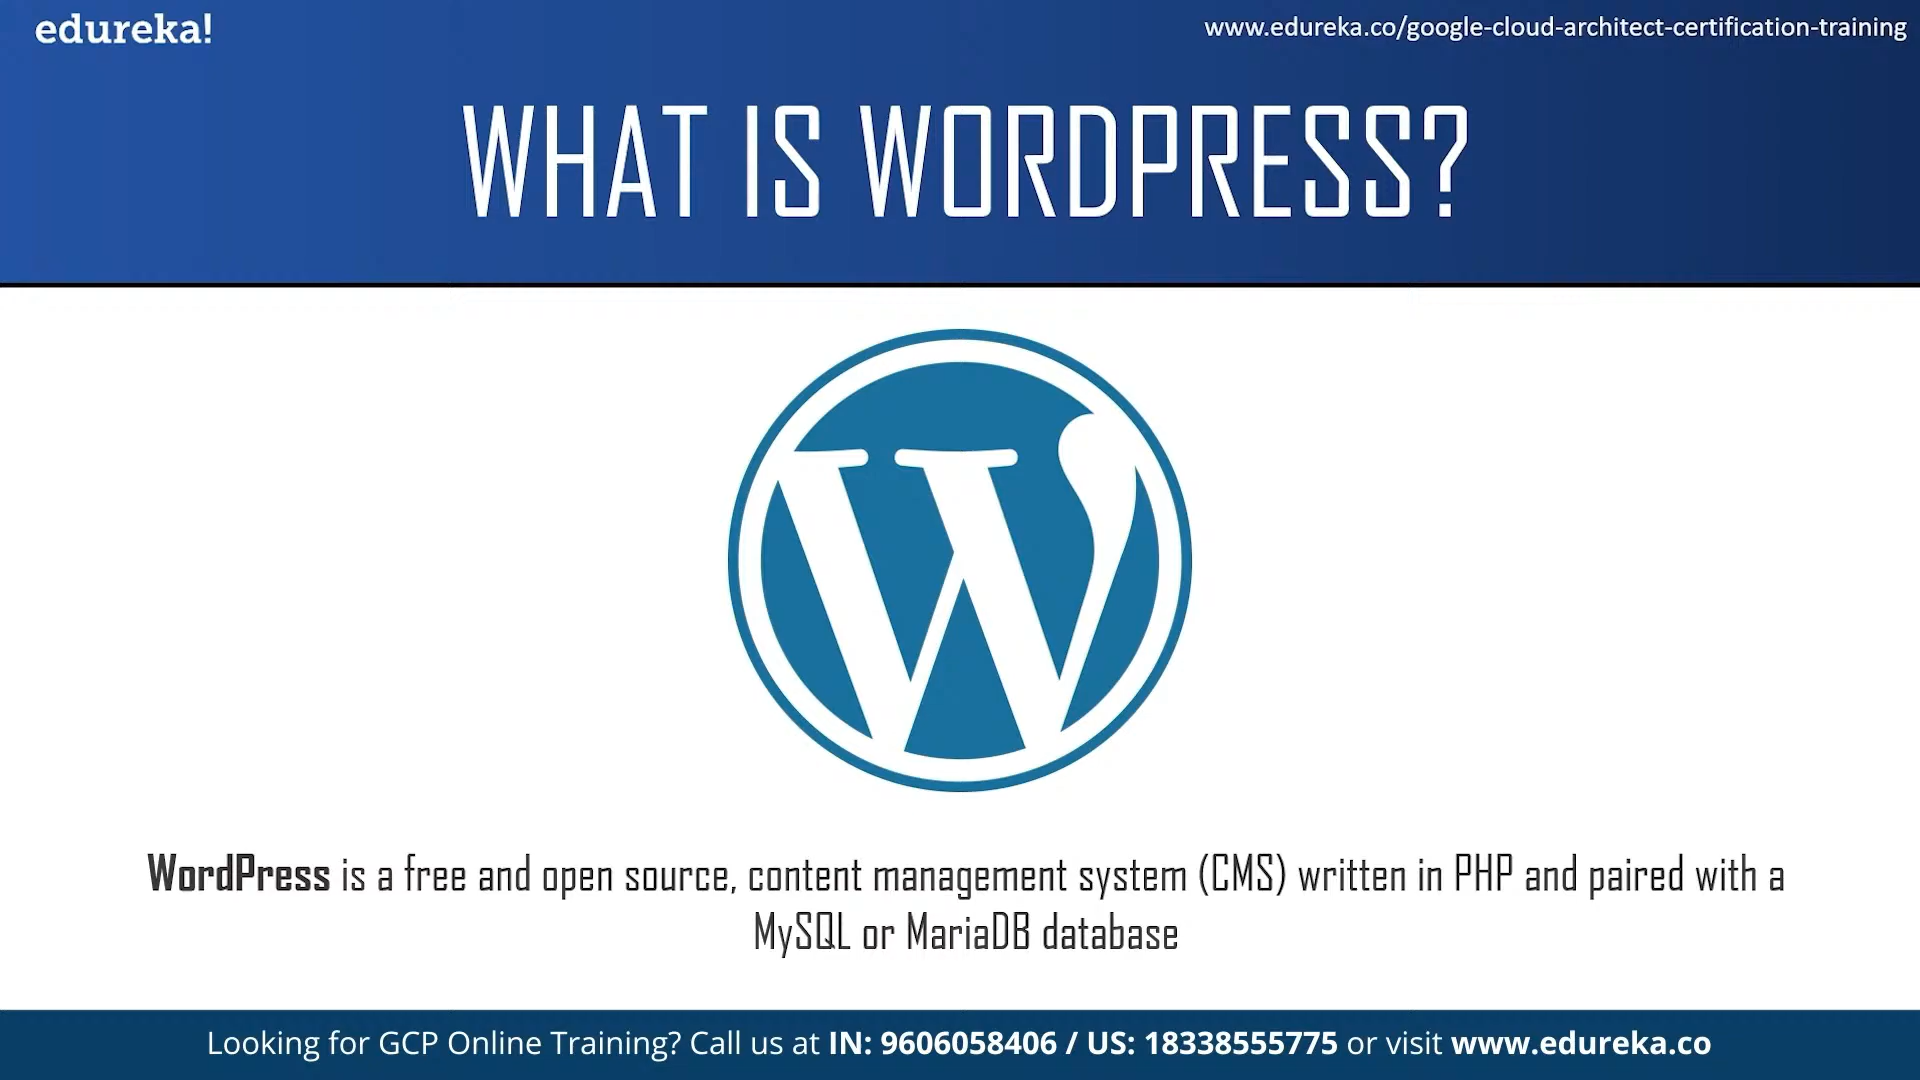 edureka!
www.edureka.co/google-cloud-architect-certification-training
WHAT IS WORDPRESS?
WordPress is a free and open source, content management system (CMS) written in PHP and paired with a
MySQL or MariaDB database
Looking for GCP Online Training? Call us at IN: 9606058406 / US: 18338555775 or visit www.edureka.co